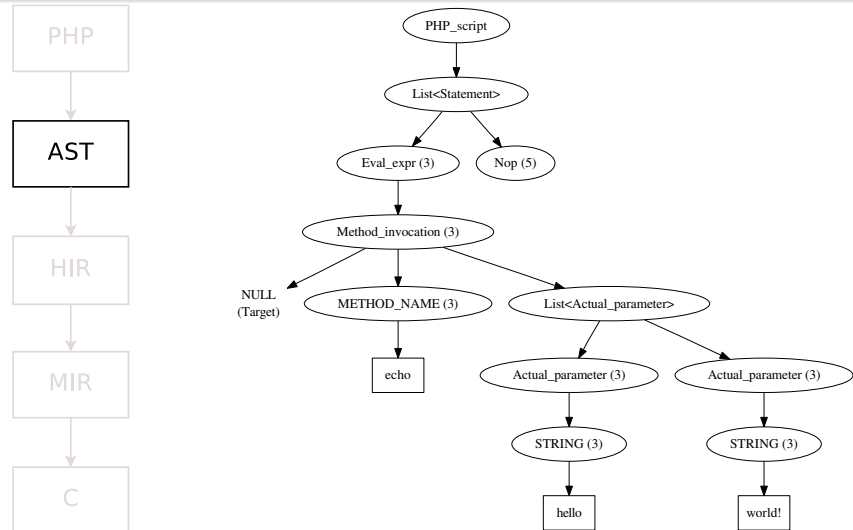 PHP
AST
HIR
MIR
C
PHP_script
List<Statement>
Eval_expr (3)
Nop (5)
Method_invocation (3)
NULL
(Target)
METHOD_NAME (3)
List<Actual_parameter>
echo
Actual_parameter (3)
Actual_parameter (3)
STRING (3)
STRING (3)
hello
world!